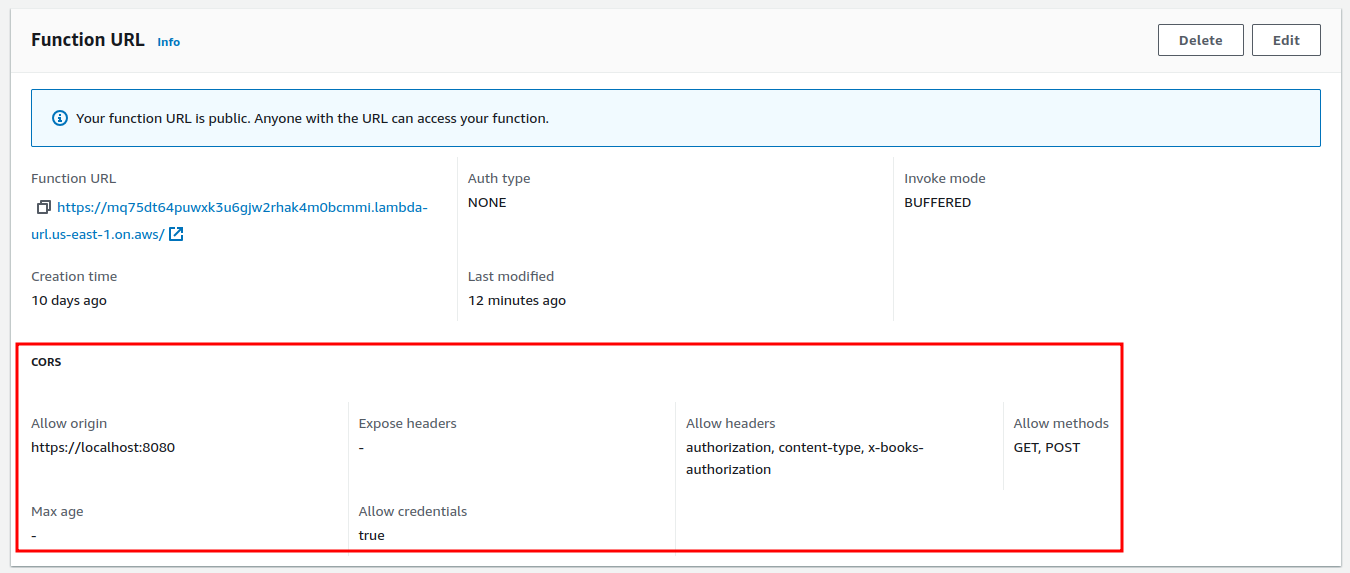 Function URL Info
Delete
Edit
Your function URL is public. Anyone with the URL can access your function.
Function URL
https://mq75dt64puwxk3u6gjw2rhak4m0bcmmi.lambda-
url.us-east-1.on.aws/
Auth type
NONE
Invoke mode
BUFFERED
Creation time
10 days ago
Last modified
12 minutes ago
CORS
Allow origin
https://localhost:8080
Expose headers
-
Allow headers
authorization, content-type, x-books-
authorization
Allow methods
GET, POST
Max age
-
Allow credentials
true